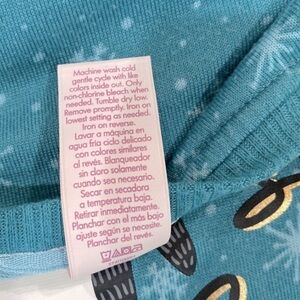 Machine wash cold
gentle cycle with like
colors inside out. Only
non-chlorine bleach when
needed. Tumble dry low.
Remove promptly. Iron on
lowest setting as needed.
Iron on reverse.
Lavar a máquina en
agua fria ciclo delicado
con colores similares
al revés. Blanqueador
sin cloro solamente
cuando sea necesario.
Secar en secadora
a temperatura baja.
Retirar inmediatamente.
Planchar con el más bajo
ajuste según se necesite.
Planchar del revés.